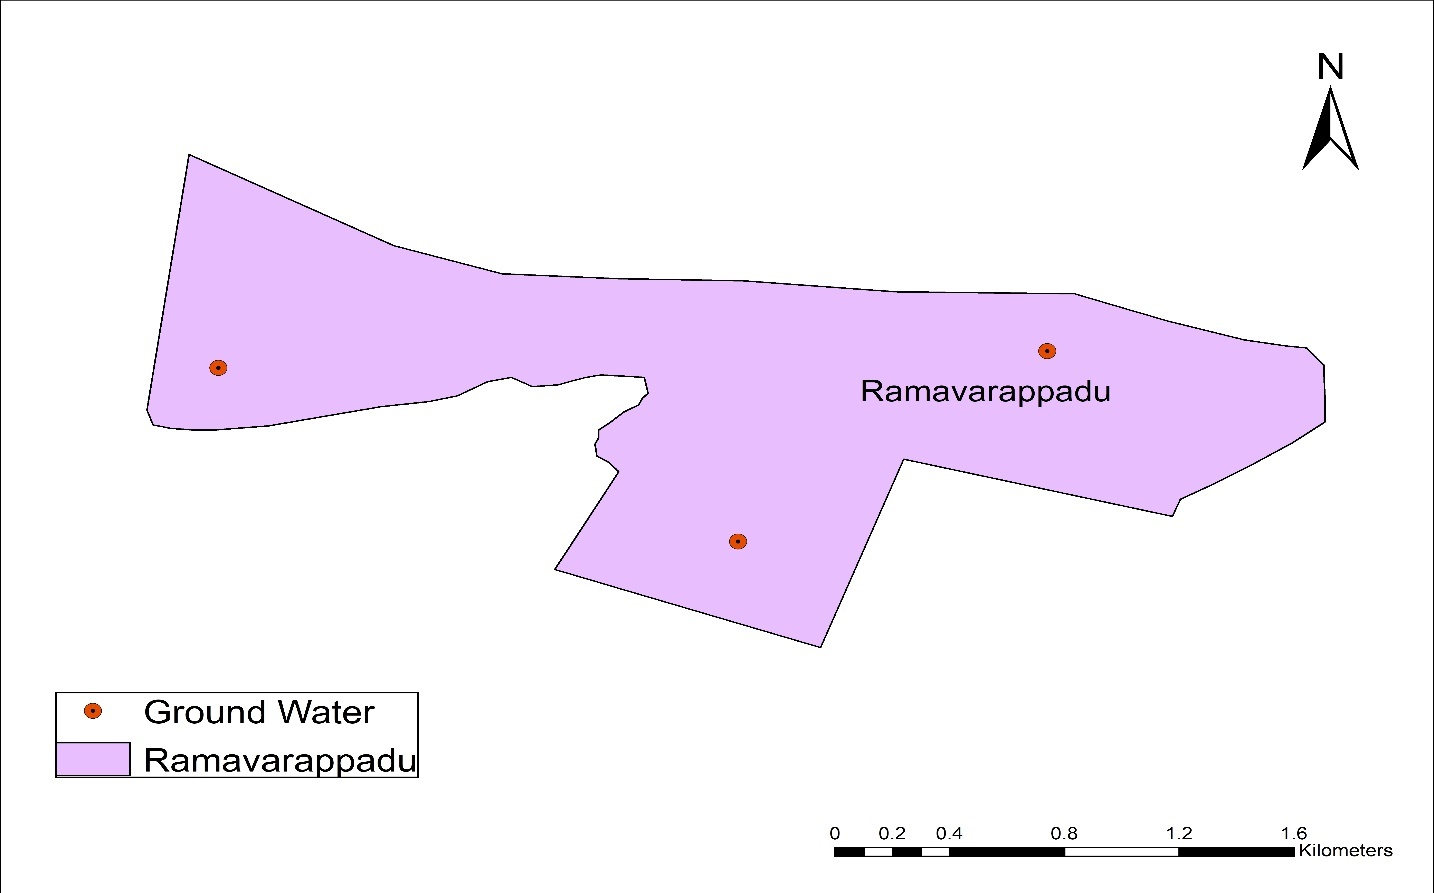 N
Ramavarappadu
Ground Water
Ramavarappadu
0 0.2 0.4 0.8 1.2 1.6
Kilometers